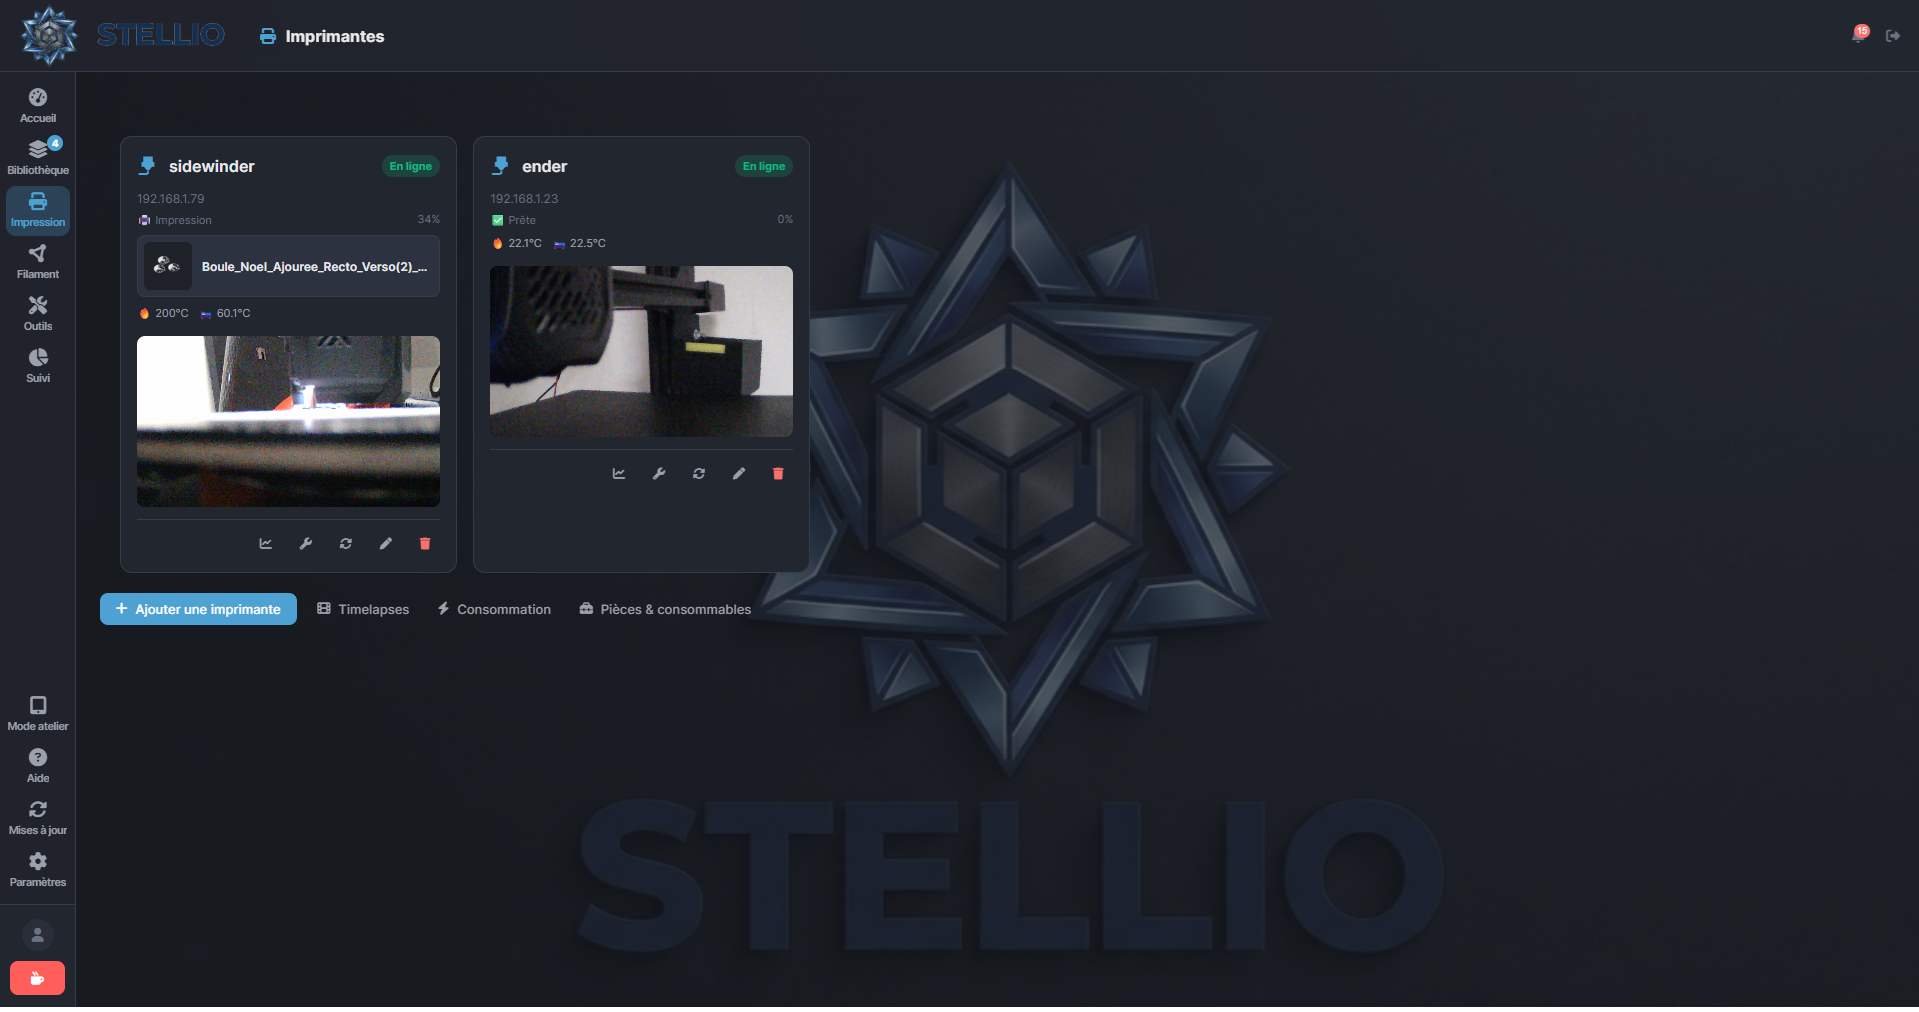 STELLIO
Imprimantes
15
Accueil
4
Bibliothèque
Impression
Filament
Outils
Suivi
Mode atelier
Aide
Mises à jour
Paramètres
sidewinder
En ligne
192.168.1.79
Impression
34%
Boule_Noel_Ajouree_Recto_Verso(2)_...
200°C
60.1°C
ender
En ligne
192.168.1.23
Prête
0%
22.1°C
22.5°C
+ Ajouter une imprimante
Timelapses
Consommation
Pièces & consommables
STELLIO